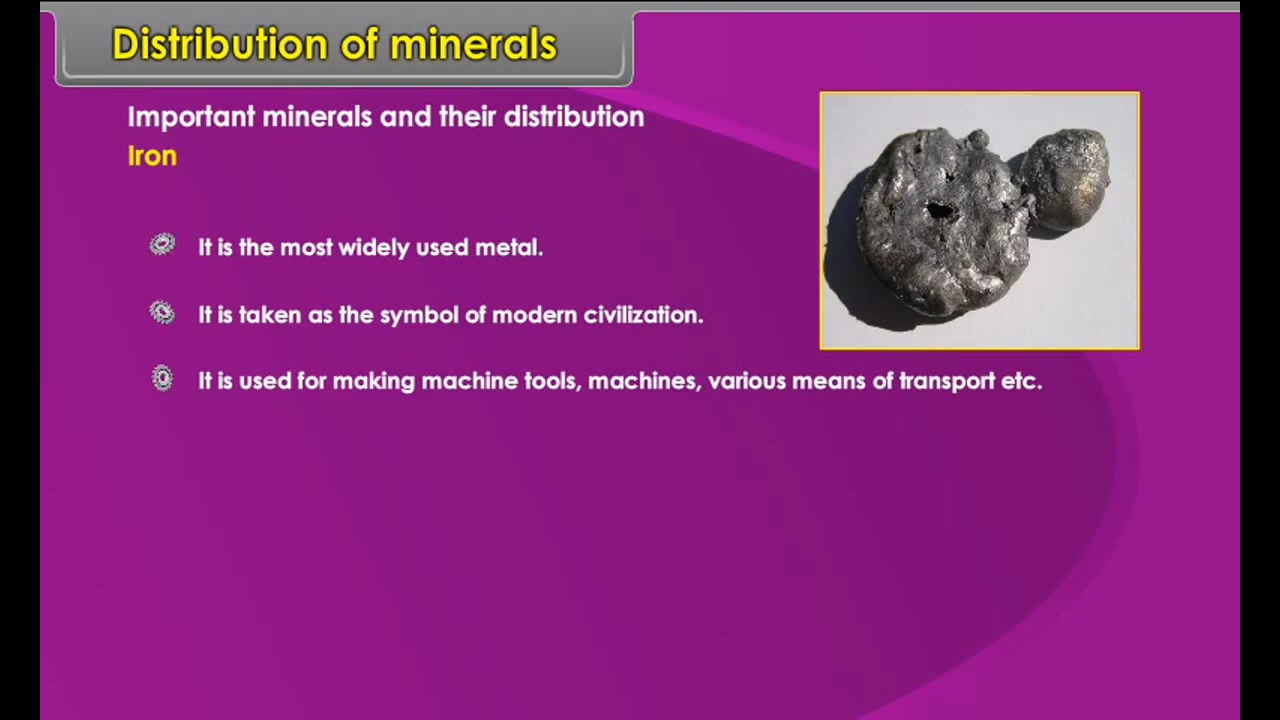 Distribution of minerals
Important minerals and their distribution
Iron
It is the most widely used metal.
It is taken as the symbol of modern civilization.
It is used for making machine tools, machines, various means of transport etc.